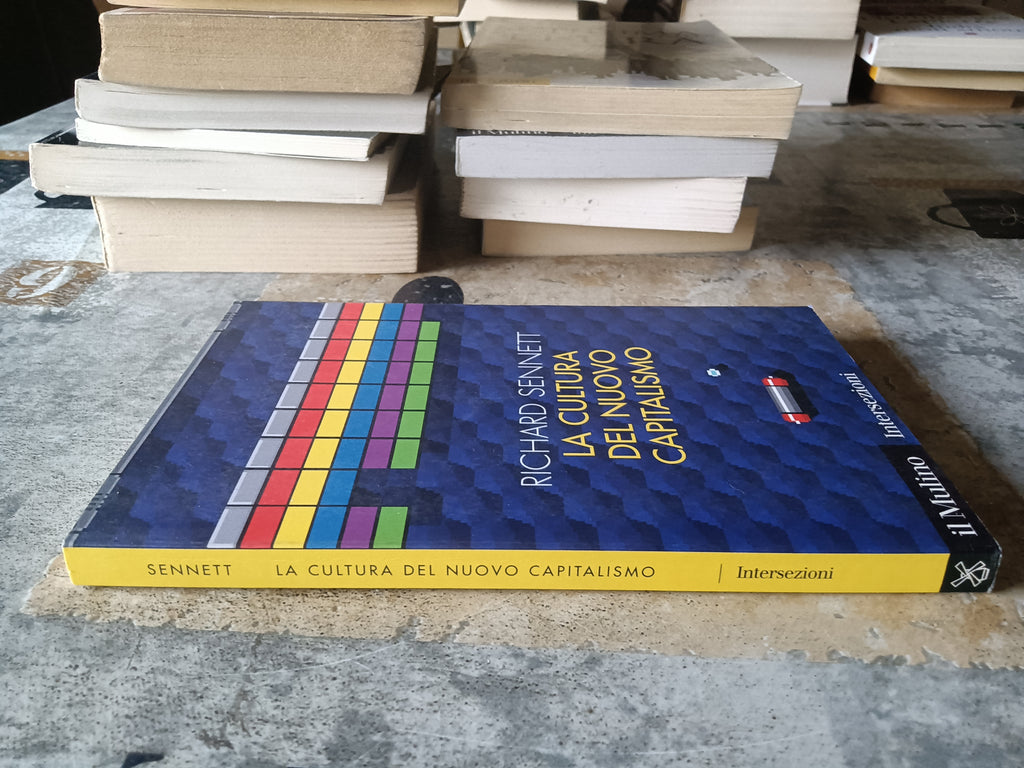 RICHARD SENNETT
LA CULTURA
DEL NUOVO
CAPITALISMO
Intersezioni
il Mulino
SENNETT LA CULTURA DEL NUOVO CAPITALISMO | Intersezioni